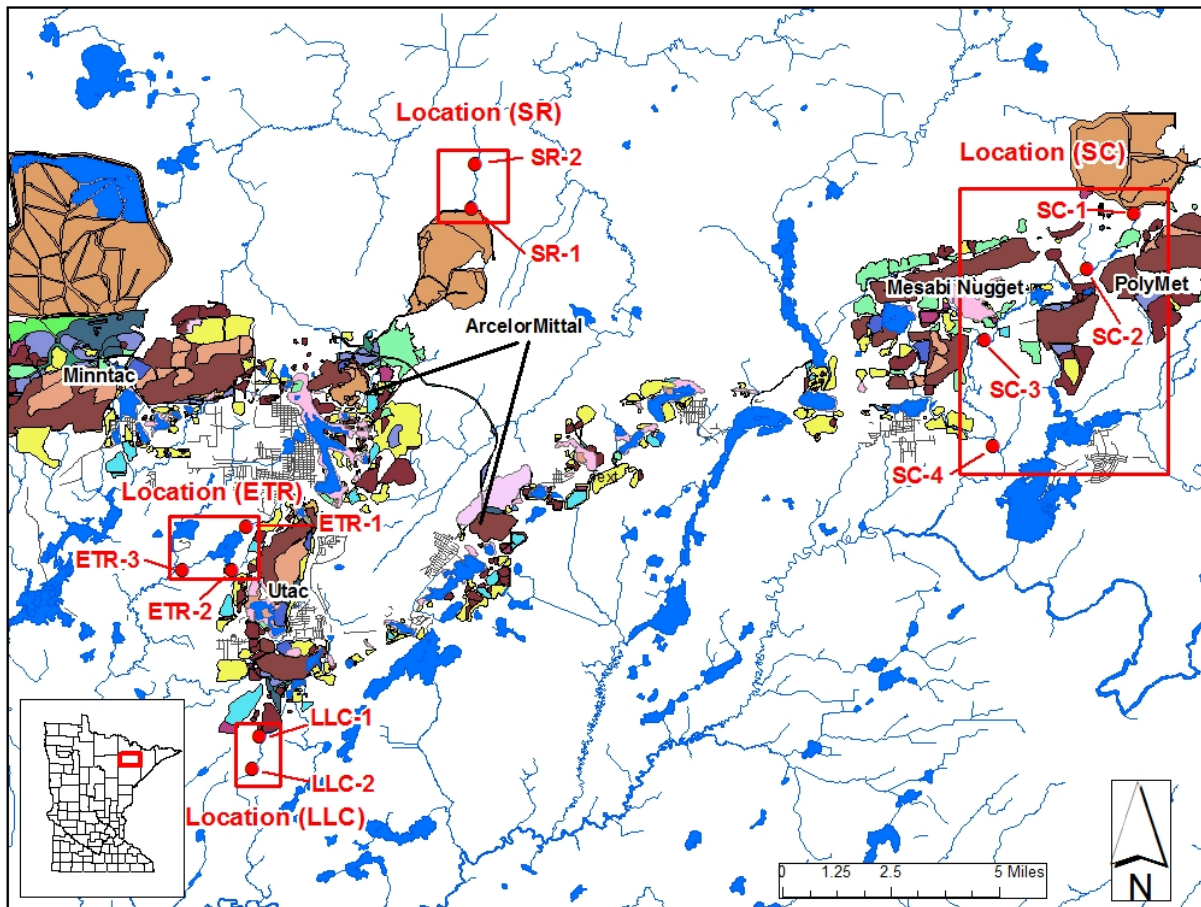 Location (SR)
SR-2
SR-1
Location (SC)
SC-1
Mesabi Nugget
PolyMet
SC-2
SC-3
SC-4
ArcelorMittal
Minntac
text
Location (ETR)
ETR-1
ETR-3
ETR-2
Utac
LLC-1
LLC-2
Location (LLC)
0 1.25 2.5 5 Miles
N